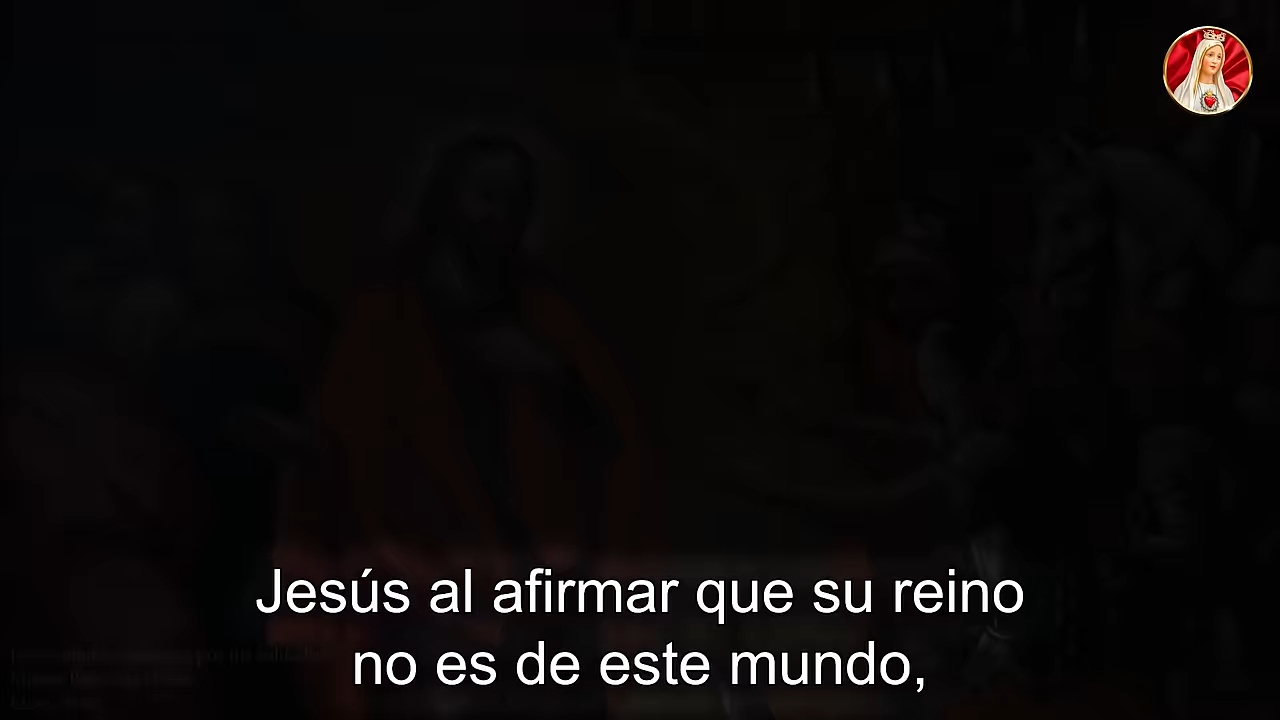 Jesús al afirmar que su reino
no es de este mundo,